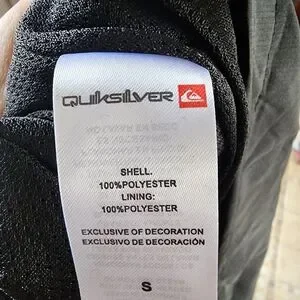 QUIKSILVER
SHELL.
100%POLYESTER
LINING:
100%POLYESTER
EXCLUSIVE OF DECORATION
EXCLUSIVO DE DECORACIÓN
S